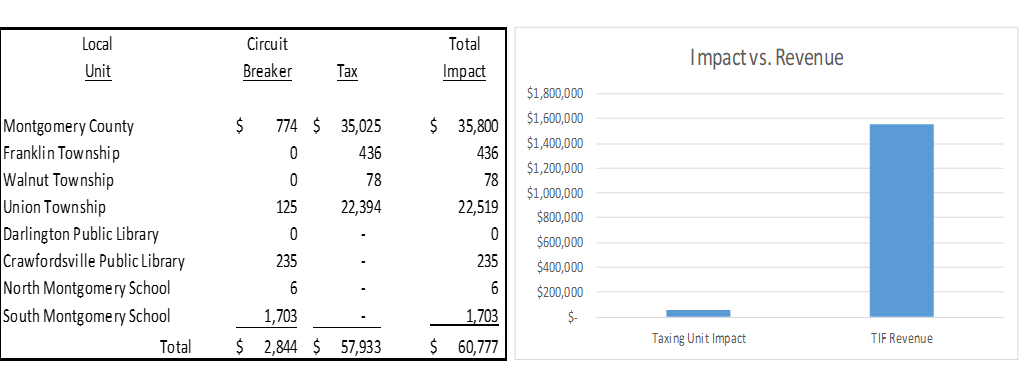 Local Circuit Total
Unit Breaker Tax Impact
Montgomery County $ 774 $ 35,025 $ 35,800
Franklin Township 0 436 436
Walnut Township 0 78 78
Union Township 125 22,394 22,519
Darlington Public Library 0 - 0
Crawfordsville Public Library 235 - 235
North Montgomery School 6 - 6
South Montgomery School 1,703 - 1,703
Total $ 2,844 $ 57,933 $ 60,777
Impact vs. Revenue
$1,800,000
$1,600,000
$1,400,000
$1,200,000
$1,000,000
$800,000
$600,000
$400,000
$200,000
$-
Taxing Unit Impact TIF Revenue